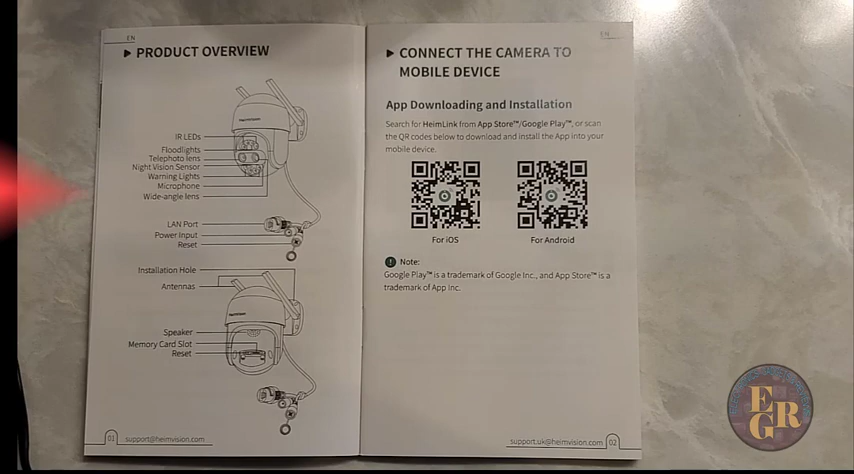 EN
▶ PRODUCT OVERVIEW
HeimVision
IR LEDs
Floodlights
Telephoto lens
Night Vision Sensor
Warning Lights
Microphone
Wide-angle lens
LAN Port
Power Input
Reset
Installation Hole
Antennas
HeimVision
Speaker
Memory Card Slot
Reset
01 support@heimvision.com
EN
▶ CONNECT THE CAMERA TO
MOBILE DEVICE
App Downloading and Installation
Search for HeimLink from App Store™/Google Play™, or scan
the QR codes below to download and install the App into your
mobile device.
For iOS
For Android
Note:
Google Play™ is a trademark of Google Inc., and App Store™ is a
trademark of App Inc.
support.uk@heimvision.com 02
EGR